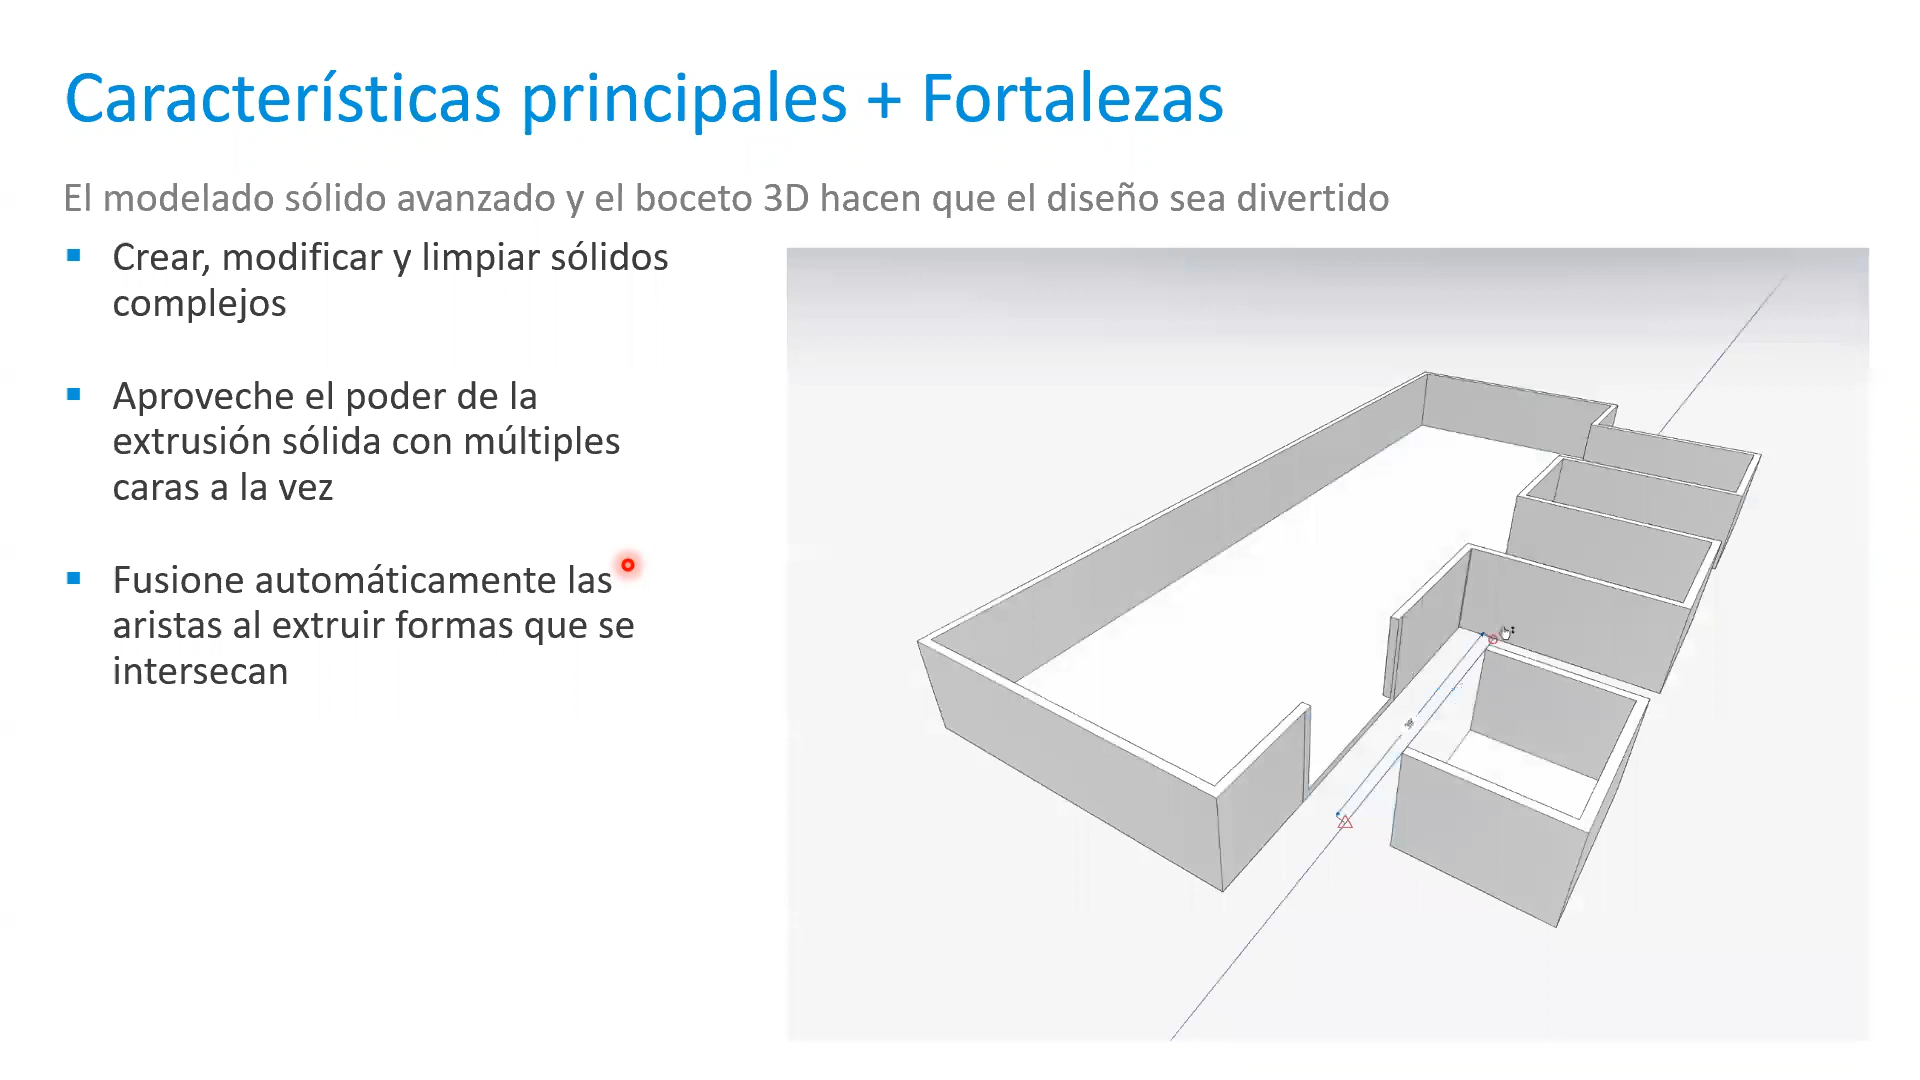 Características principales + Fortalezas
El modelado sólido avanzado y el boceto 3D hacen que el diseño sea divertido
Crear, modificar y limpiar sólidos
complejos
Aproveche el poder de la
extrusión sólida con múltiples
caras a la vez
Fusione automáticamente las
aristas al extruir formas que se
intersecan